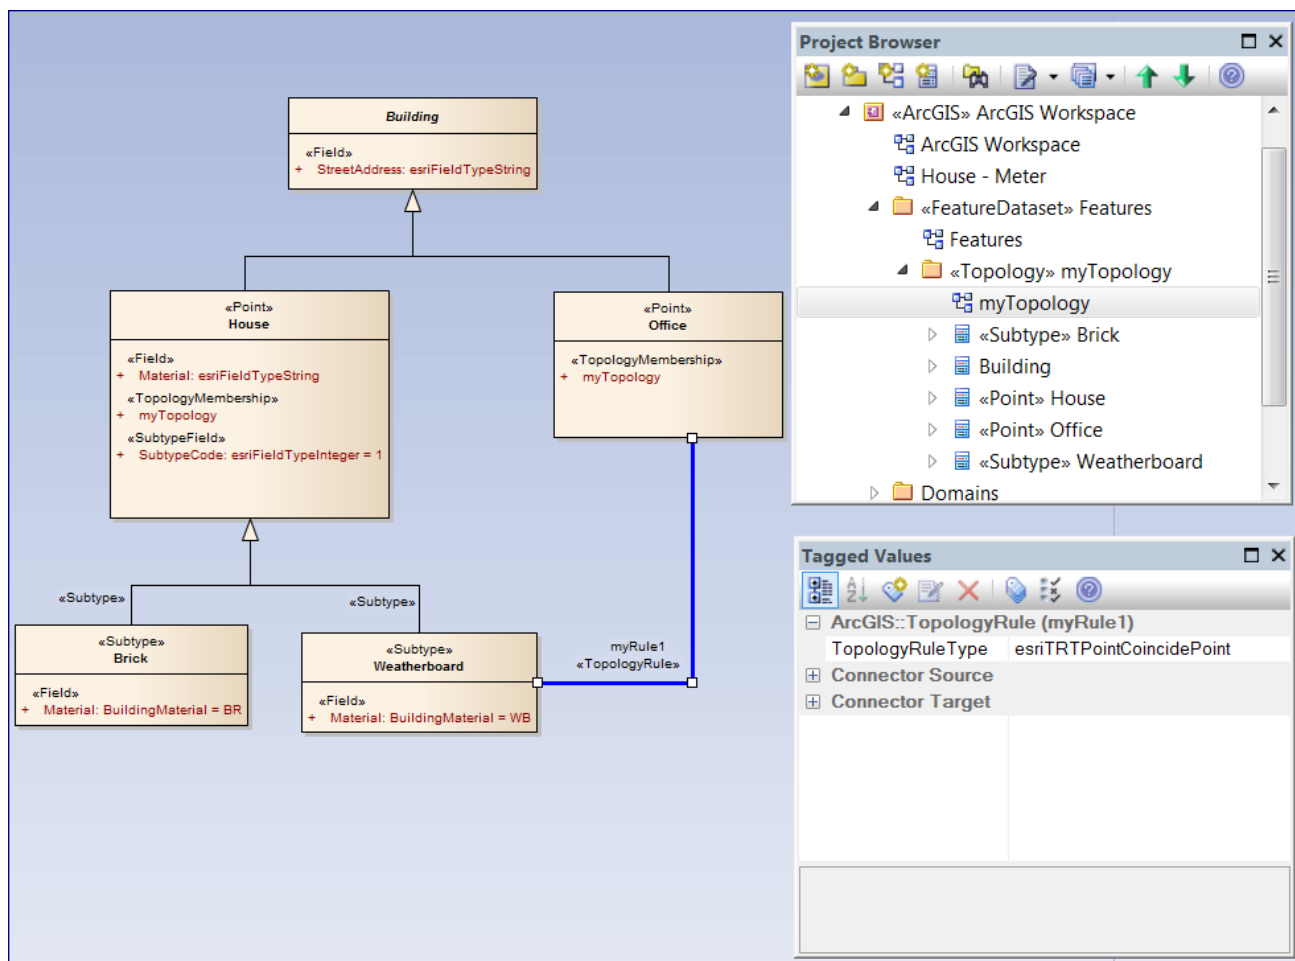 Building
«Field»
+ StreetAddress: esriFieldTypeString
«Point»
House
«Field»
+ Material: esriFieldTypeString
«TopologyMembership»
+ myTopology
«SubtypeField»
+ SubtypeCode: esriFieldTypeInteger = 1
«Point»
Office
«TopologyMembership»
+ myTopology
«Subtype»
«Subtype»
«Subtype»
Brick
«Field»
+ Material: BuildingMaterial = BR
«Subtype»
Weatherboard
«Field»
+ Material: BuildingMaterial = WB
myRule1
«TopologyRule»
Project Browser
«ArcGIS» ArcGIS Workspace
ArcGIS Workspace
House - Meter
«FeatureDataset» Features
Features
«Topology» myTopology
myTopology
«Subtype» Brick
Building
«Point» House
«Point» Office
«Subtype» Weatherboard
Domains
Tagged Values
ArcGIS::TopologyRule (myRule1)
TopologyRuleType esriTRTPointCoincidePoint
Connector Source
Connector Target